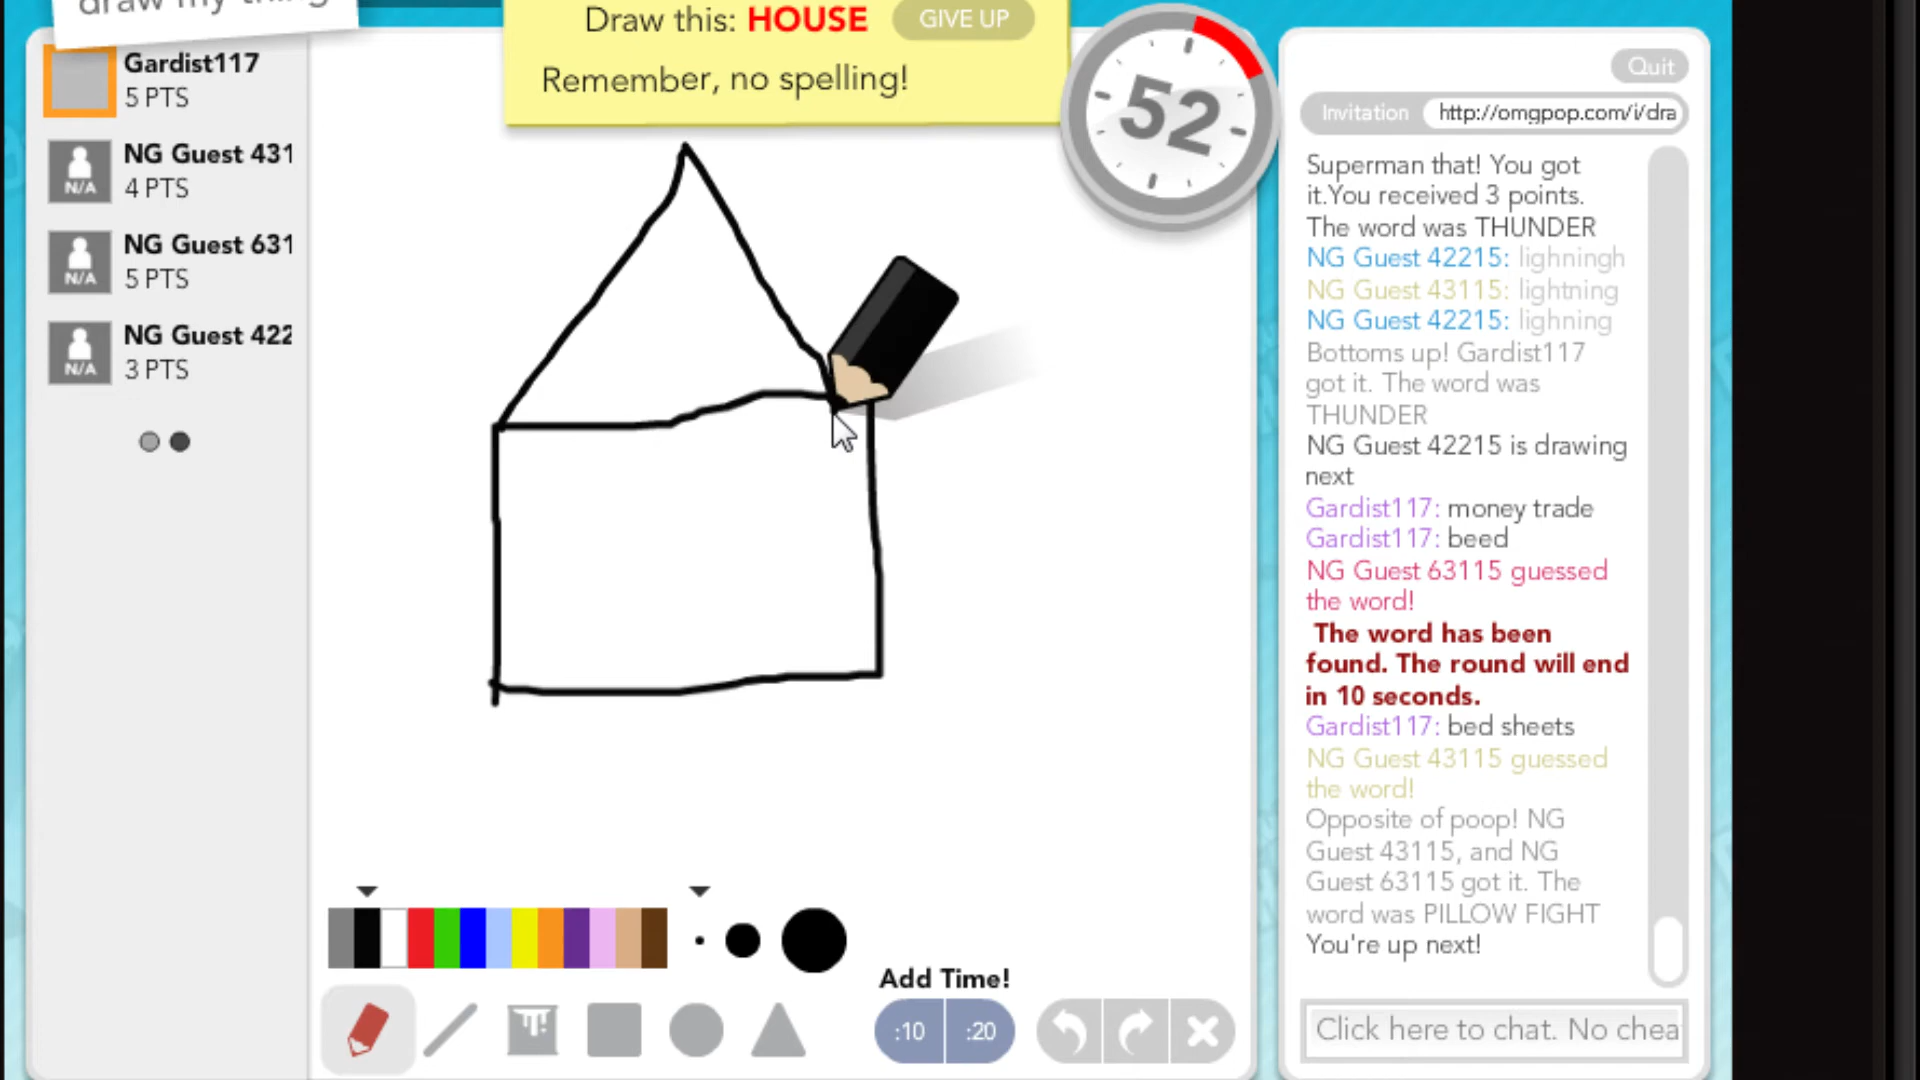 draw my thing
Draw this: HOUSE
GIVE UP
Remember, no spelling!
52
Gardist117
5 PTS
N/A
NG Guest 431
4 PTS
N/A
NG Guest 631
5 PTS
N/A
NG Guest 422
3 PTS
Quit
Invitation
http://omgpop.com/i/dra
Superman that! You got
it.You received 3 points.
The word was THUNDER
NG Guest 42215: lighningh
NG Guest 43115: lightning
NG Guest 42215: lighning
Bottoms up! Gardist117
got it. The word was
THUNDER
NG Guest 42215 is drawing
next
Gardist117: money trade
Gardist117: beed
NG Guest 63115 guessed
the word!
The word has been
found. The round will end
in 10 seconds.
Gardist117: bed sheets
NG Guest 43115 guessed
the word!
Opposite of poop! NG
Guest 43115, and NG
Guest 63115 got it. The
word was PILLOW FIGHT
You're up next!
Click here to chat. No chea
Add Time!
:10
:20